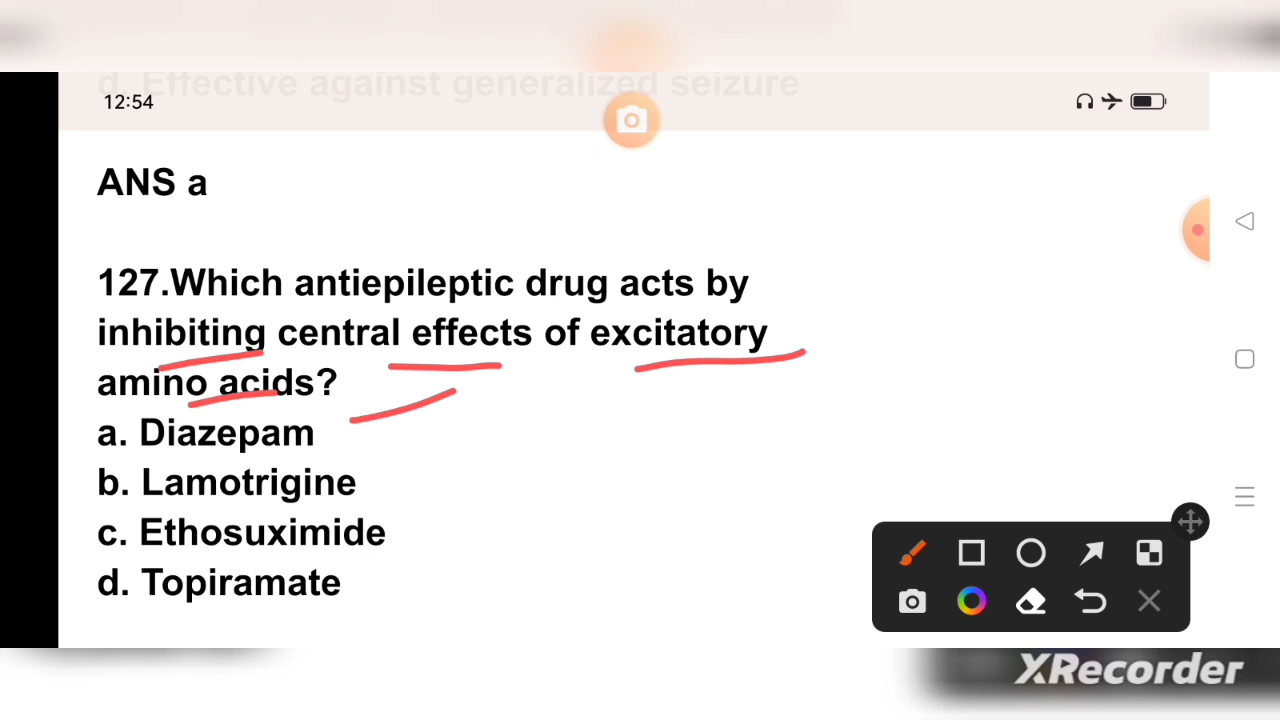 d. Effective against generalized seizure
12:54
ANS a
127.Which antiepileptic drug acts by
inhibiting central effects of excitatory
amino acids?
a. Diazepam
b. Lamotrigine
c. Ethosuximide
d. Topiramate
XRecorder